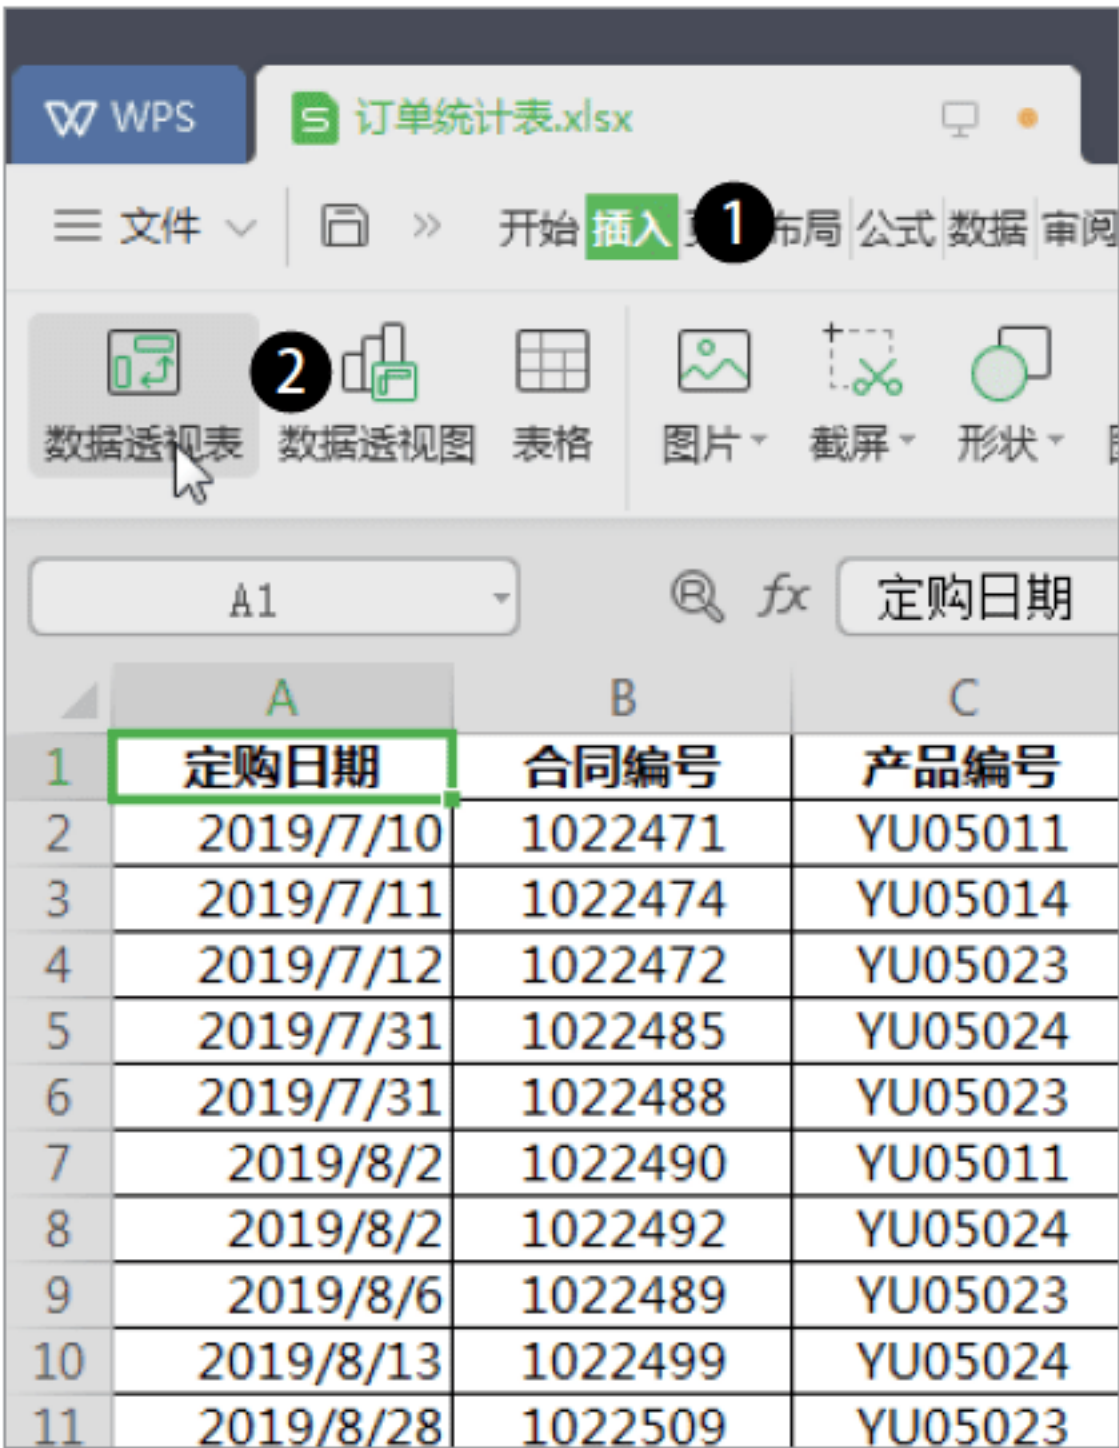 WPS 订单统计表.xlsx
文件 开始 插入 1 布局 公式 数据 审阅
2
数据透视表 数据透视图 表格 图片 截屏 形状
A1 fx 定购日期
A B C
1 定购日期 合同编号 产品编号
2 2019/7/10 1022471 YU05011
3 2019/7/11 1022474 YU05014
4 2019/7/12 1022472 YU05023
5 2019/7/31 1022485 YU05024
6 2019/7/31 1022488 YU05023
7 2019/8/2 1022490 YU05011
8 2019/8/2 1022492 YU05024
9 2019/8/6 1022489 YU05023
10 2019/8/13 1022499 YU05024
11 2019/8/28 1022509 YU05023